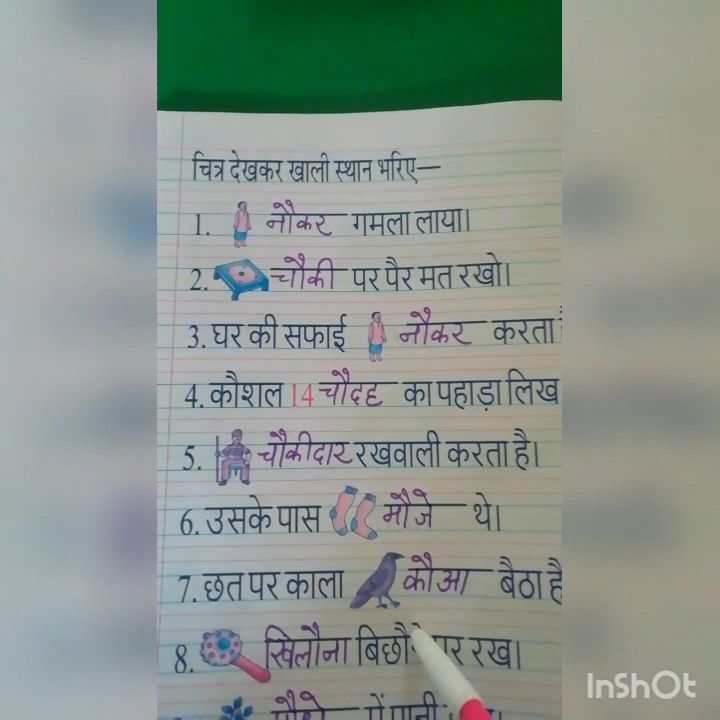 चित्र देखकर खाली स्थान भरिए—
1. नौकर गमला लाया।
2. चौकी पर पैर मत रखो।
3. घर की सफाई नौकर करता
4. कौशल 14 चौदह का पहाड़ा लिख
5. चौकीदार रखवाली करता है।
6. उसके पास मौजे थे।
7. छत पर काला कौआ बैठा है
8. खिलौना पर रख।
में पानी
InShOt